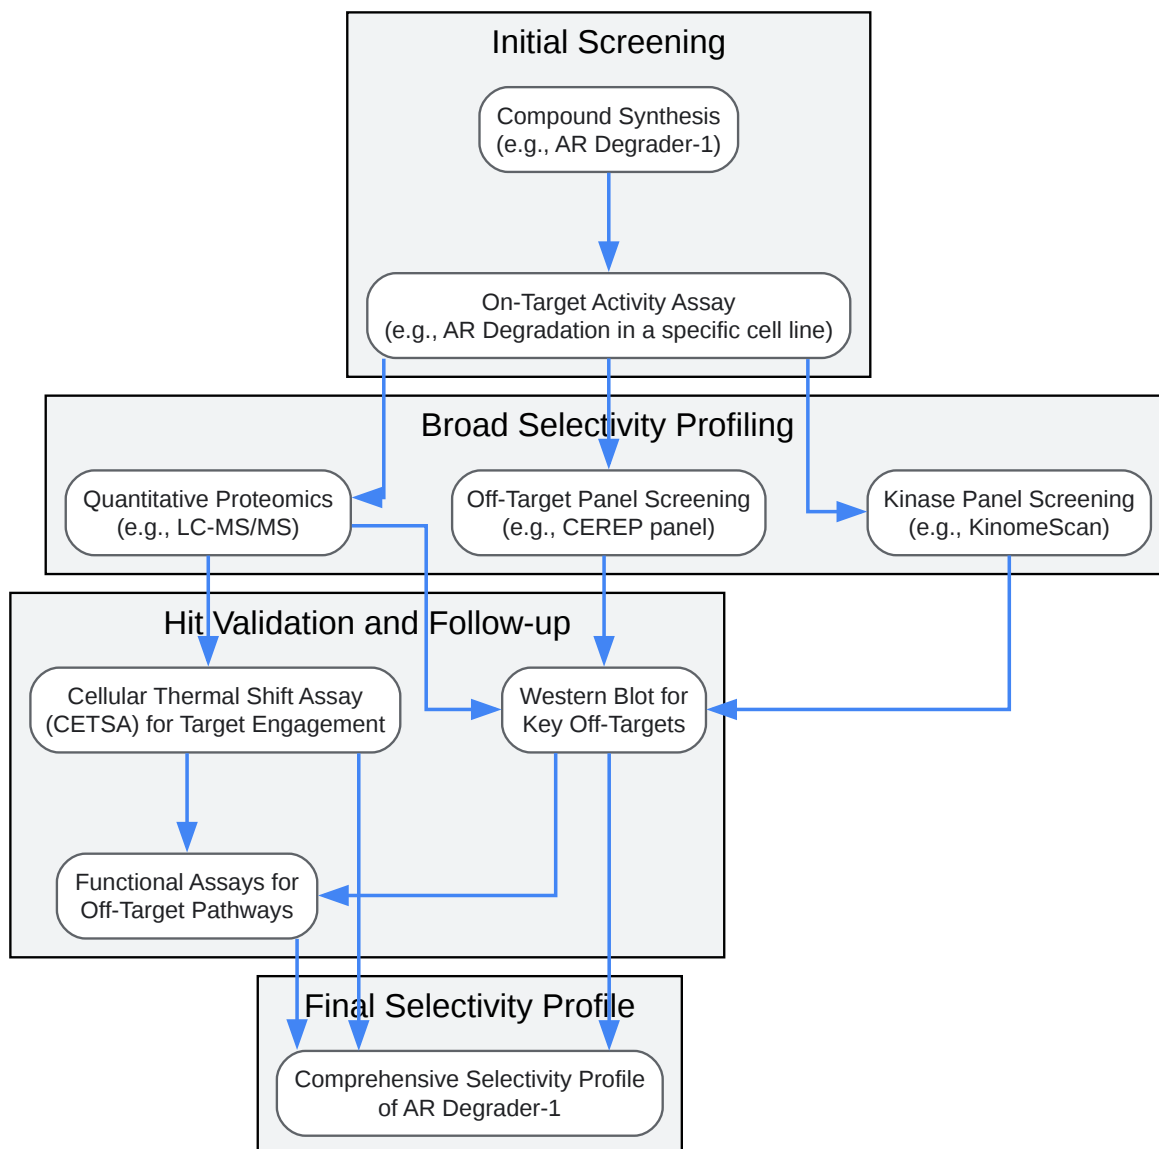 Initial Screening
Compound Synthesis
(e.g., AR Degrader-1)
On-Target Activity Assay
(e.g., AR Degradation in a specific cell line)
Broad Selectivity Profiling
Quantitative Proteomics
(e.g., LC-MS/MS)
Off-Target Panel Screening
(e.g., CEREP panel)
Kinase Panel Screening
(e.g., KinomeScan)
Hit Validation and Follow-up
Cellular Thermal Shift Assay
(CETSA) for Target Engagement
Western Blot for
Key Off-Targets
Functional Assays for
Off-Target Pathways
Final Selectivity Profile
Comprehensive Selectivity Profile
of AR Degrader-1